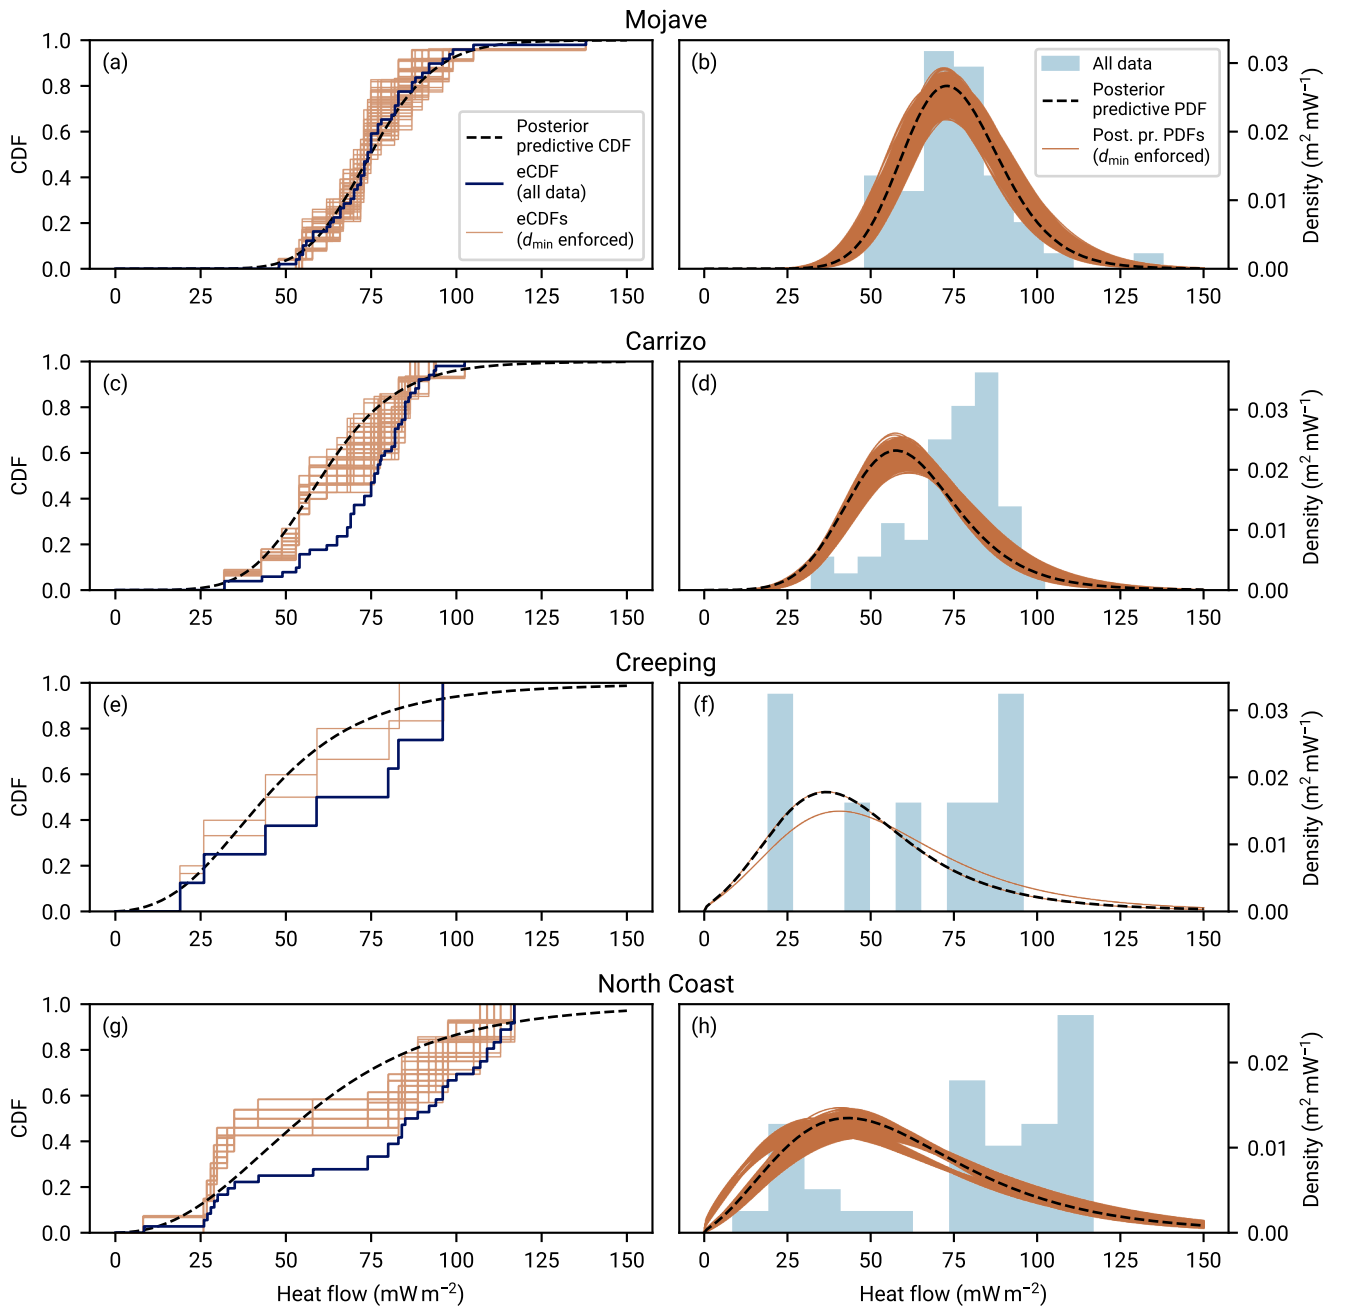 Mojave
1.0
0.8
0.6
0.4
0.2
0.0
CDF
(a)
Posterior
predictive CDF
eCDF
(all data)
eCDFs
(dmin enforced)
0 25 50 75 100 125 150
(b)
All data
Posterior
predictive PDF
Post. pr. PDFs
(dmin enforced)
0.03
0.02
0.01
0.00
Density (m² mW⁻¹)
0 25 50 75 100 125 150
Carrizo
1.0
0.8
0.6
0.4
0.2
0.0
CDF
(c)
0 25 50 75 100 125 150
(d)
0.03
0.02
0.01
0.00
Density (m² mW⁻¹)
0 25 50 75 100 125 150
Creeping
1.0
0.8
0.6
0.4
0.2
0.0
CDF
(e)
0 25 50 75 100 125 150
(f)
0.03
0.02
0.01
0.00
Density (m² mW⁻¹)
0 25 50 75 100 125 150
North Coast
1.0
0.8
0.6
0.4
0.2
0.0
CDF
(g)
0 25 50 75 100 125 150
Heat flow (mW m⁻²)
(h)
0.02
0.01
0.00
Density (m² mW⁻¹)
0 25 50 75 100 125 150
Heat flow (mW m⁻²)